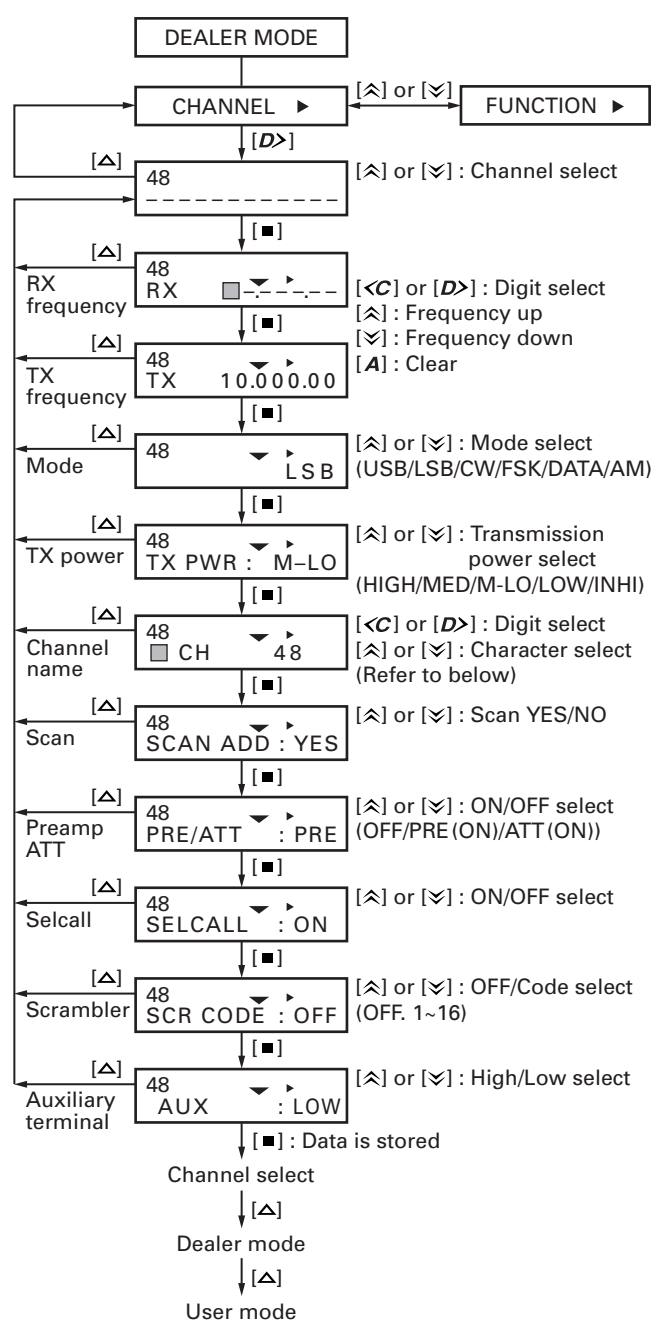 DEALER MODE
CHANNEL ▶
[︽] or [︾]
FUNCTION ▶
[D>]
[△]
48
– – – – – – – – – – – – –
[︽] or [︾] : Channel select
[■]
[△]
RX
frequency
48
RX –.–––.––
[<C] or [D>] : Digit select
[︽] : Frequency up
[︾] : Frequency down
[A] : Clear
[■]
[△]
TX
frequency
48
TX 10.000.00
[■]
[△]
Mode
48
LSB
[︽] or [︾] : Mode select
(USB/LSB/CW/FSK/DATA/AM)
[■]
[△]
TX power
48
TX PWR : M–LO
[︽] or [︾] : Transmission
power select
(HIGH/MED/M-LO/LOW/INHI)
[■]
[△]
Channel
name
48
CH 48
[<C] or [D>] : Digit select
[︽] or [︾] : Character select
(Refer to below)
[■]
[△]
Scan
48
SCAN ADD : YES
[︽] or [︾] : Scan YES/NO
[■]
[△]
Preamp
ATT
48
PRE/ATT : PRE
[︽] or [︾] : ON/OFF select
(OFF/PRE (ON)/ATT (ON))
[■]
[△]
Selcall
48
SELCALL : ON
[︽] or [︾] : ON/OFF select
[■]
[△]
Scrambler
48
SCR CODE : OFF
[︽] or [︾] : OFF/Code select
(OFF. 1~16)
[■]
[△]
Auxiliary
terminal
48
AUX : LOW
[︽] or [︾] : High/Low select
[■] : Data is stored
Channel select
[△]
Dealer mode
[△]
User mode